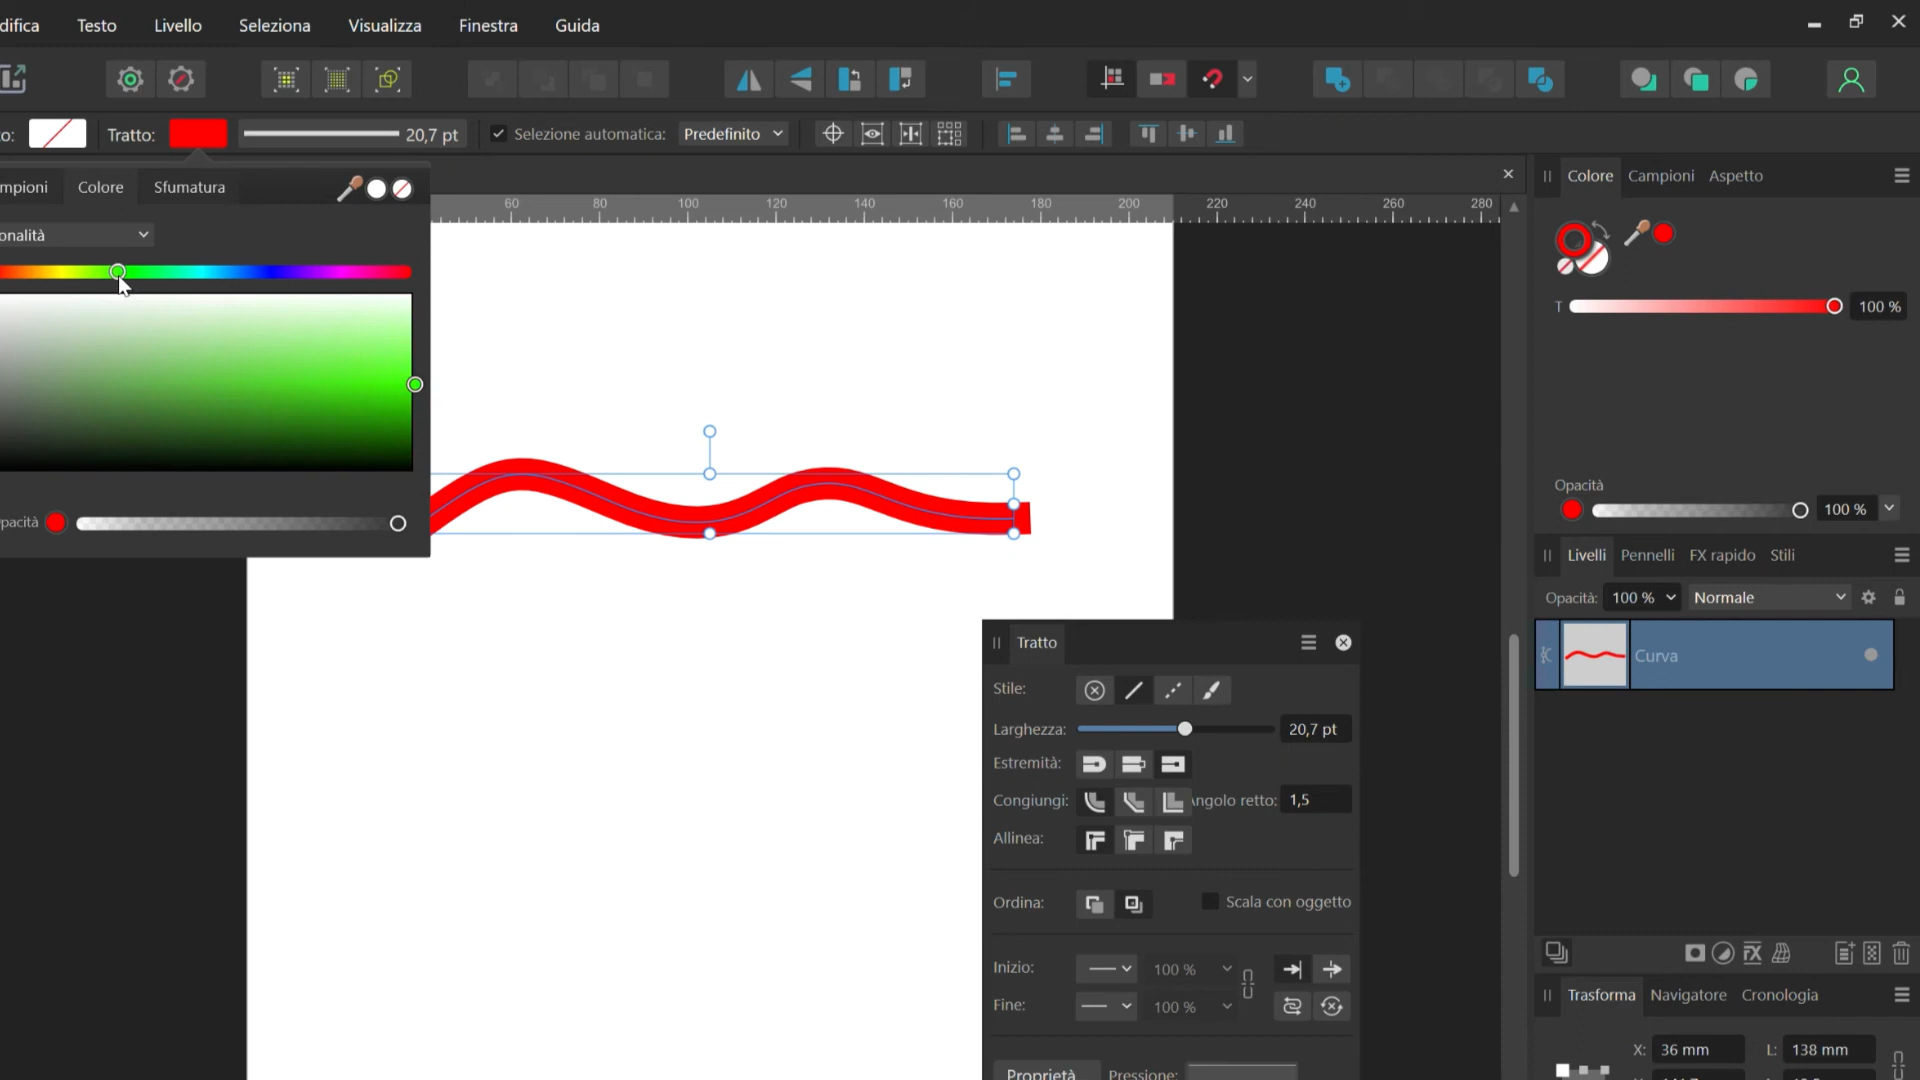 difica Testo Livello Seleziona Visualizza Finestra Guida
to: Tratto: 20,7 pt Selezione automatica: Predefinito
mpioni Colore Sfumatura
onalità
pacità
60 80 100 120 140 160 180 200 220 240 260 280
Colore Campioni Aspetto
T 100 %
Opacità
100 %
Livelli Pennelli FX rapido Stili
Opacità: 100 % Normale
Curva
Tratto
Stile:
Larghezza: 20,7 pt
Estremità:
Congiungi: Angolo retto: 1,5
Allinea:
Ordina: Scala con oggetto
Inizio: 100 %
Fine: 100 %
Proprietà Pressione:
FX
Trasforma Navigatore Cronologia
X: 36 mm L: 138 mm